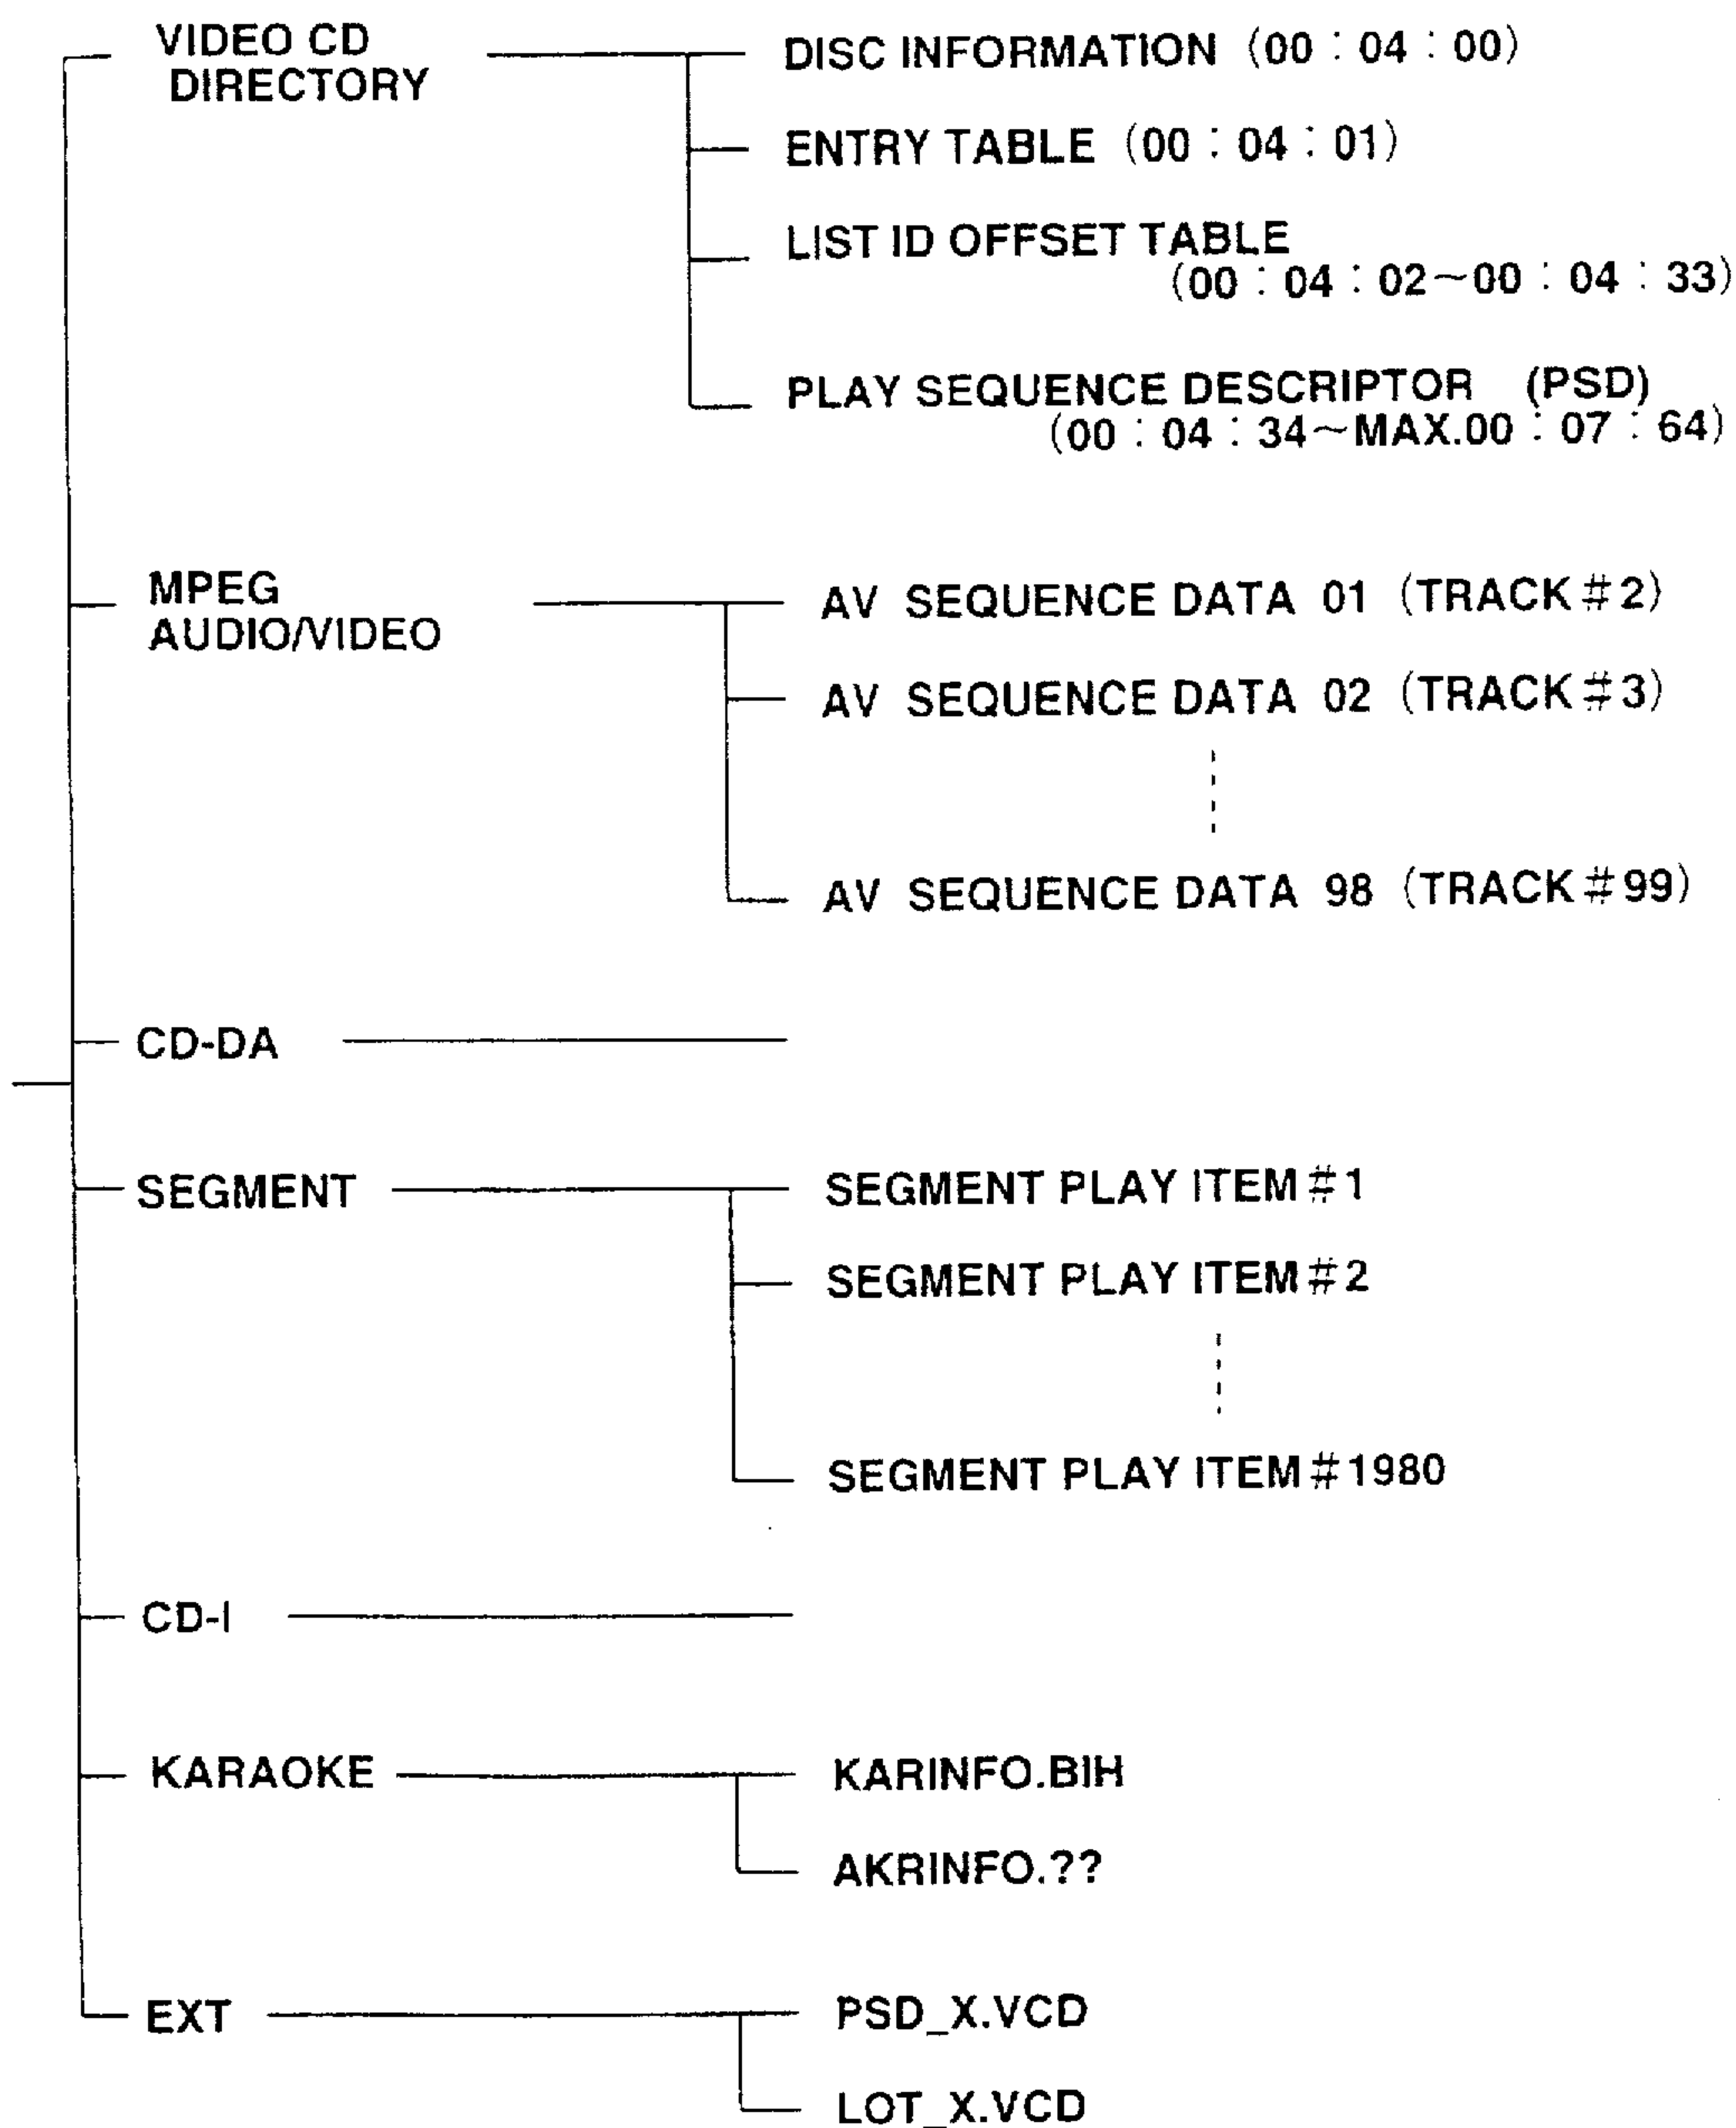 VIDEO CD
DIRECTORY
DISC INFORMATION (00 : 04 : 00)
ENTRY TABLE (00 : 04 : 01)
LIST ID OFFSET TABLE
(00 : 04 : 02~00 : 04 : 33)
PLAY SEQUENCE DESCRIPTOR (PSD)
(00 : 04 : 34~MAX.00 : 07 : 64)
MPEG
AUDIO/VIDEO
AV SEQUENCE DATA 01 (TRACK#2)
AV SEQUENCE DATA 02 (TRACK#3)
AV SEQUENCE DATA 98 (TRACK#99)
CD-DA
SEGMENT
SEGMENT PLAY ITEM#1
SEGMENT PLAY ITEM#2
SEGMENT PLAY ITEM#1980
CD-I
KARAOKE
KARINFO.BIH
AKRINFO.??
EXT
PSD_X.VCD
LOT_X.VCD